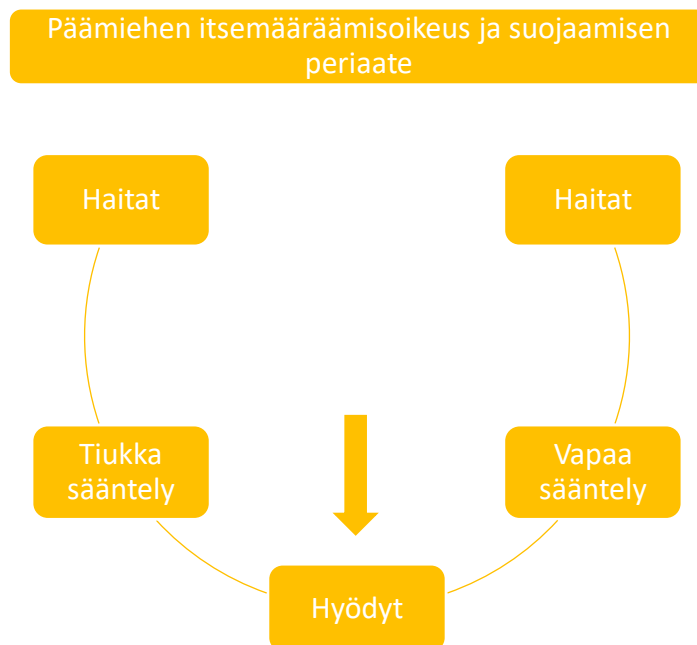 Päämiehen itsemääräämisoikeus ja suojaamisen
periaate
Haitat
Haitat
Tiukka
sääntely
Vapaa
sääntely
Hyödyt